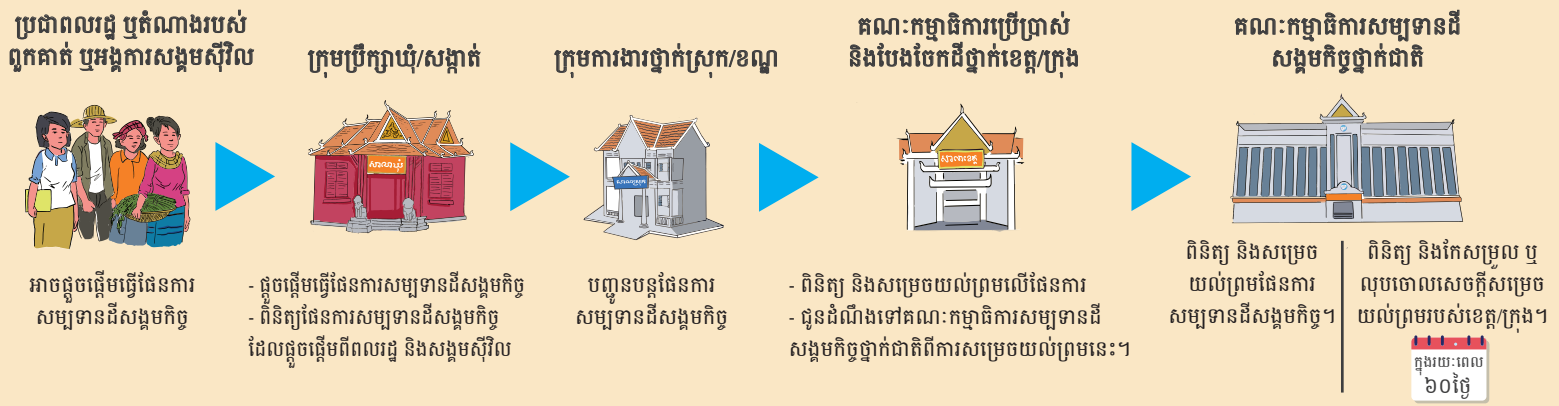 ប្រជាពលរដ្ឋ ឬតំណាងរបស់
ពួកគាត់ ឬអង្គការសង្គមស៊ីវិល
អាចផ្តួចផ្តើមធ្វើផែនការ
សម្បទានដីសង្គមកិច្ច
ក្រុមប្រឹក្សាឃុំ/សង្កាត់
សាលាឃុំ
- ផ្តួចផ្តើមធ្វើផែនការសម្បទានដីសង្គមកិច្ច
- ពិនិត្យផែនការសម្បទានដីសង្គមកិច្ច
ដែលផ្តួចផ្តើមពីពលរដ្ឋ និងសង្គមស៊ីវិល
ក្រុមការងារថ្នាក់ស្រុក/ខណ្ឌ
សាលាស្រុក
បញ្ជូនបន្តផែនការ
សម្បទានដីសង្គមកិច្ច
គណៈកម្មាធិការប្រើប្រាស់
និងបែងចែកដីថ្នាក់ខេត្ត/ក្រុង
សាលាខេត្ត
- ពិនិត្យ និងសម្រេចយល់ព្រមលើផែនការ
- ជូនដំណឹងទៅគណៈកម្មាធិការសម្បទានដី
សង្គមកិច្ចថ្នាក់ជាតិពីការសម្រេចយល់ព្រមនេះ។
គណៈកម្មាធិការសម្បទានដី
សង្គមកិច្ចថ្នាក់ជាតិ
ពិនិត្យ និងសម្រេច
យល់ព្រមផែនការ
សម្បទានដីសង្គមកិច្ច។
ពិនិត្យ និងកែសម្រួល ឬ
លុបចោលសេចក្តីសម្រេច
យល់ព្រមរបស់ខេត្ត/ក្រុង។
ក្នុងរយៈពេល
៦០ថ្ងៃ